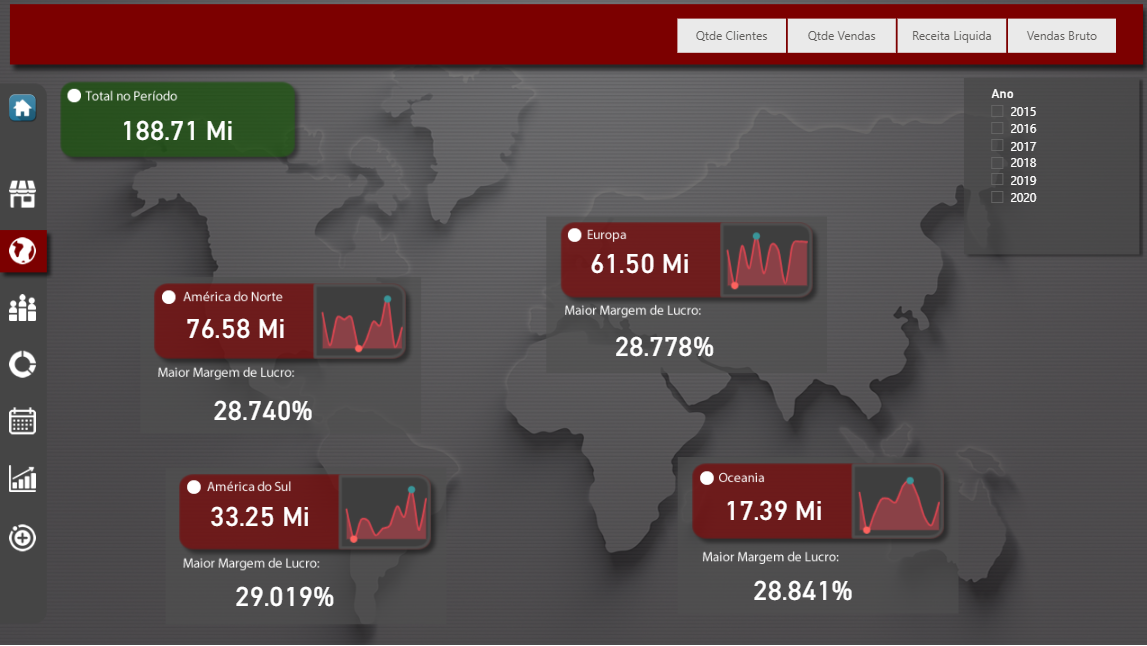 Qtde Clientes
Qtde Vendas
Receita Liquida
Vendas Bruto
Total no Período
188.71 Mi
Ano
2015
2016
2017
2018
2019
2020
Europa
61.50 Mi
Maior Margem de Lucro:
28.778%
América do Norte
76.58 Mi
Maior Margem de Lucro:
28.740%
América do Sul
33.25 Mi
Maior Margem de Lucro:
29.019%
Oceania
17.39 Mi
Maior Margem de Lucro:
28.841%